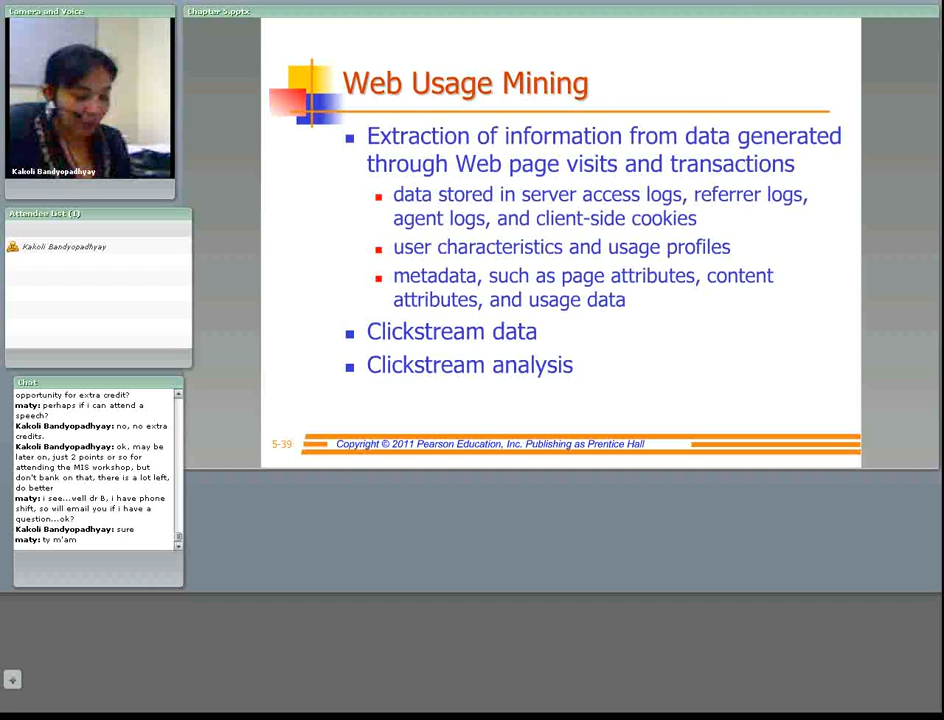 Camera and Voice
Kakoli Bandyopadhyay
Attendee List (1)
Kakoli Bandyopadhyay
Chat
opportunity for extra credit?
maty: perhaps if i can attend a
speech?
Kakoli Bandyopadhyay: no, no extra
credits.
Kakoli Bandyopadhyay: ok, may be
later on, just 2 points or so for
attending the MIS workshop, but
don't bank on that, there is a lot left,
do better
maty: i see...well dr B, i have phone
shift, so will email you if i have a
question...ok?
Kakoli Bandyopadhyay: sure
maty: ty m'am
Chapter 5.pptx
Web Usage Mining
Extraction of information from data generated
through Web page visits and transactions
data stored in server access logs, referrer logs,
agent logs, and client-side cookies
user characteristics and usage profiles
metadata, such as page attributes, content
attributes, and usage data
Clickstream data
Clickstream analysis
5-39
Copyright © 2011 Pearson Education, Inc. Publishing as Prentice Hall